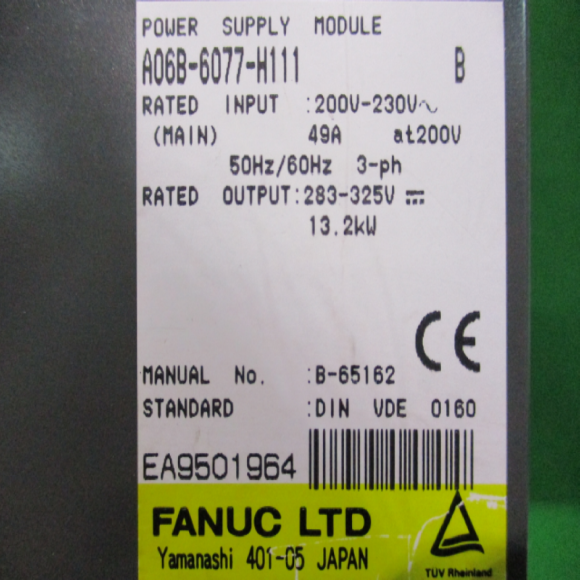 POWER SUPPLY MODULE
A06B-6077-H111 B
RATED INPUT :200V-230V~
(MAIN) 49A at200V
50Hz/60Hz 3-ph
RATED OUTPUT:283-325V ⎓
13.2kW
CE
MANUAL No. :B-65162
STANDARD :DIN VDE 0160
EA9501964
FANUC LTD
Yamanashi 401-05 JAPAN
TÜV Rheinland